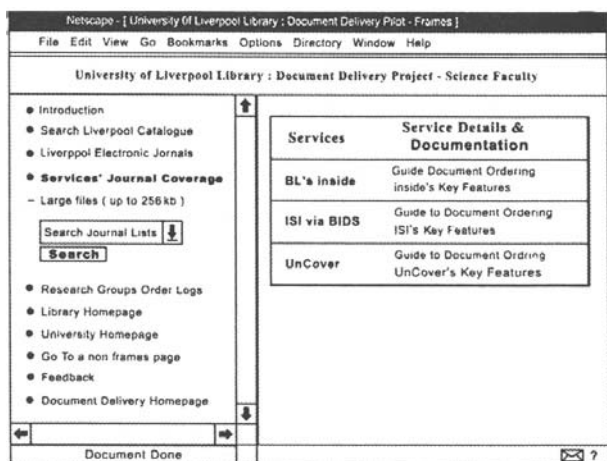 Netscape - [ University Of Liverpool Library : Document Delivery Pilot - Frames ]
File Edit View Go Bookmarks Options Directory Window Help
University of Liverpool Library : Document Delivery Project - Science Faculty
Introduction
Search Liverpool Catalogue
Liverppol Electronic Jornals
Services' Journal Coverage
– Large files ( up to 256 kb )
Search Journal Lists
Search
Research Groups Order Logs
Library Homepage
University Homepage
Go To a non frames page
Feedback
Document Delivery Homepage
Document Done
Services
Service Details &
Documentation
BL's inside
Guide Document Ordering
inside's Key Features
ISI via BIDS
Guide to Document Ordering
ISI's Key Features
UnCover
Guide to Document Ordring
UnCover's Key Features
?